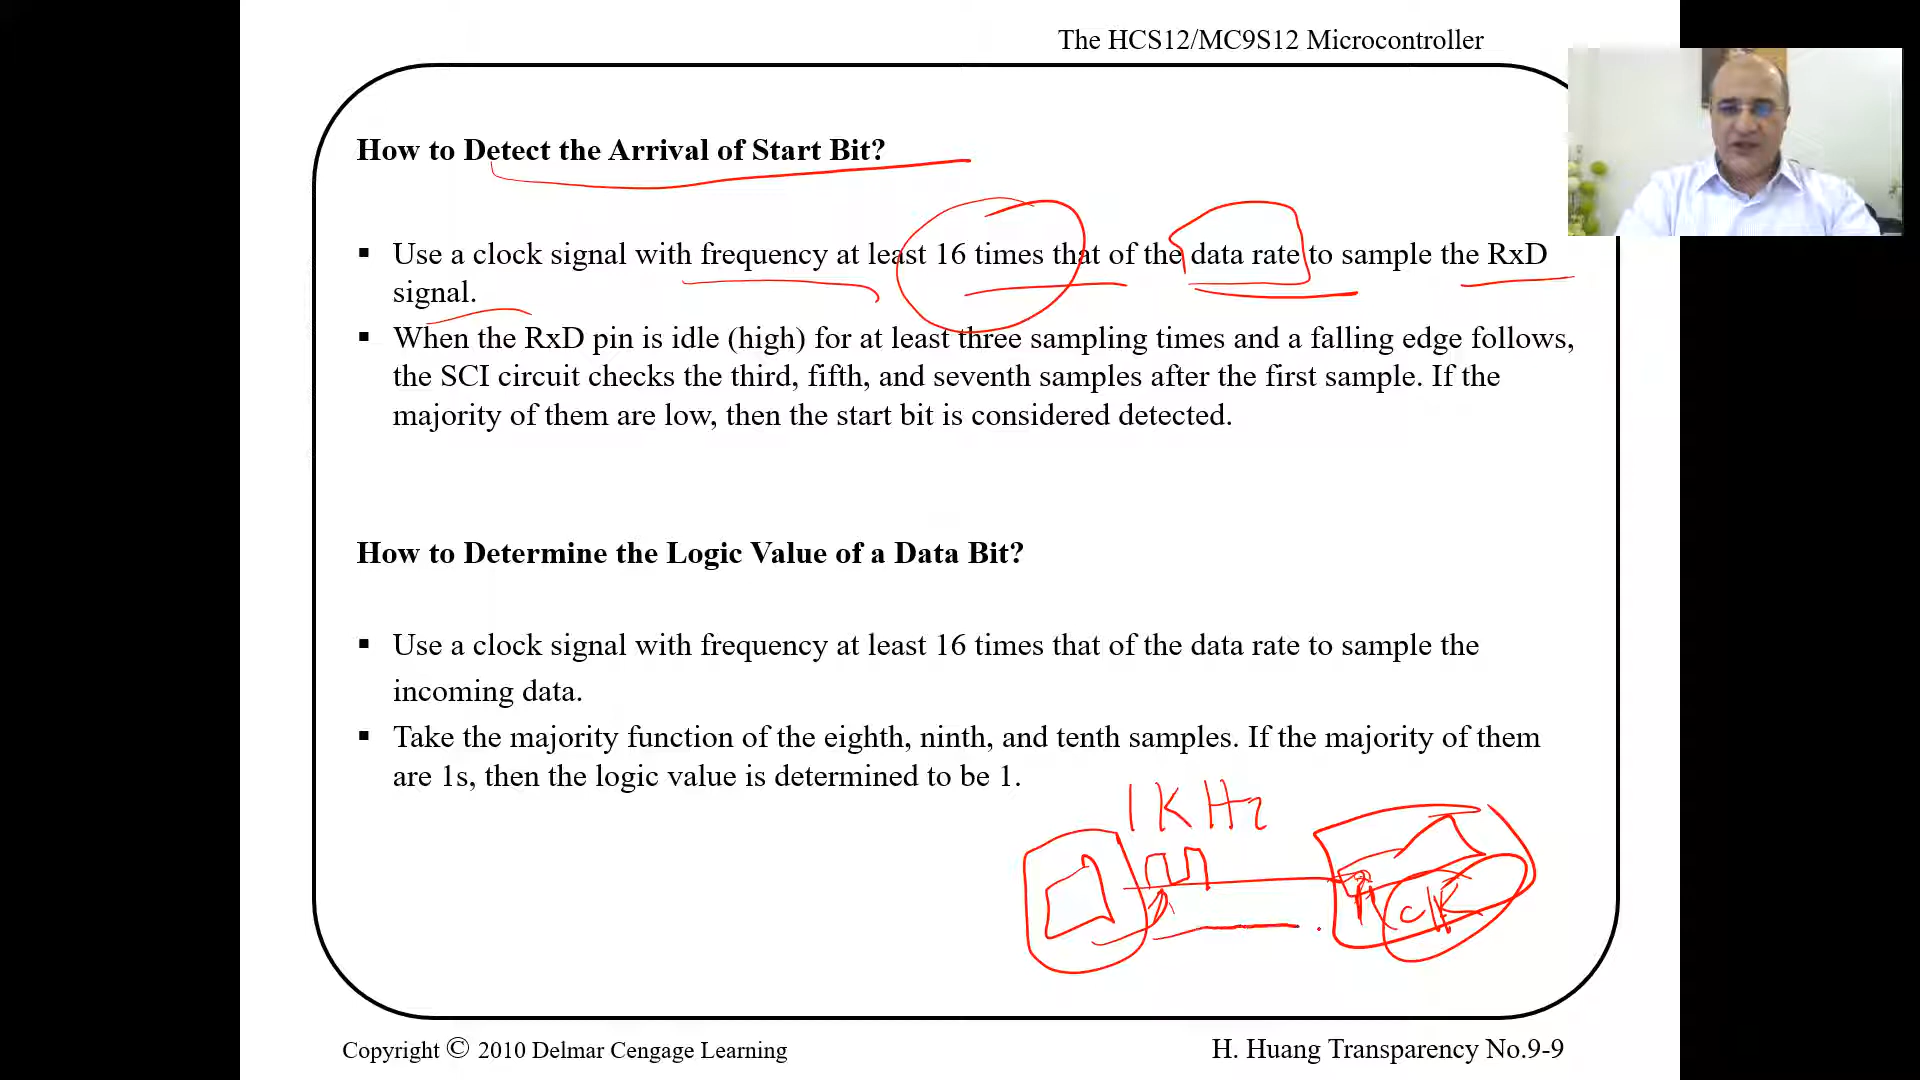 The HCS12/MC9S12 Microcontroller
How to Detect the Arrival of Start Bit?
▪ Use a clock signal with frequency at least 16 times that of the data rate to sample the RxD
signal.
▪ When the RxD pin is idle (high) for at least three sampling times and a falling edge follows,
the SCI circuit checks the third, fifth, and seventh samples after the first sample. If the
majority of them are low, then the start bit is considered detected.
How to Determine the Logic Value of a Data Bit?
▪ Use a clock signal with frequency at least 16 times that of the data rate to sample the
incoming data.
▪ Take the majority function of the eighth, ninth, and tenth samples. If the majority of them
are 1s, then the logic value is determined to be 1.
1KHz
clk
Copyright © 2010 Delmar Cengage Learning
H. Huang Transparency No.9-9